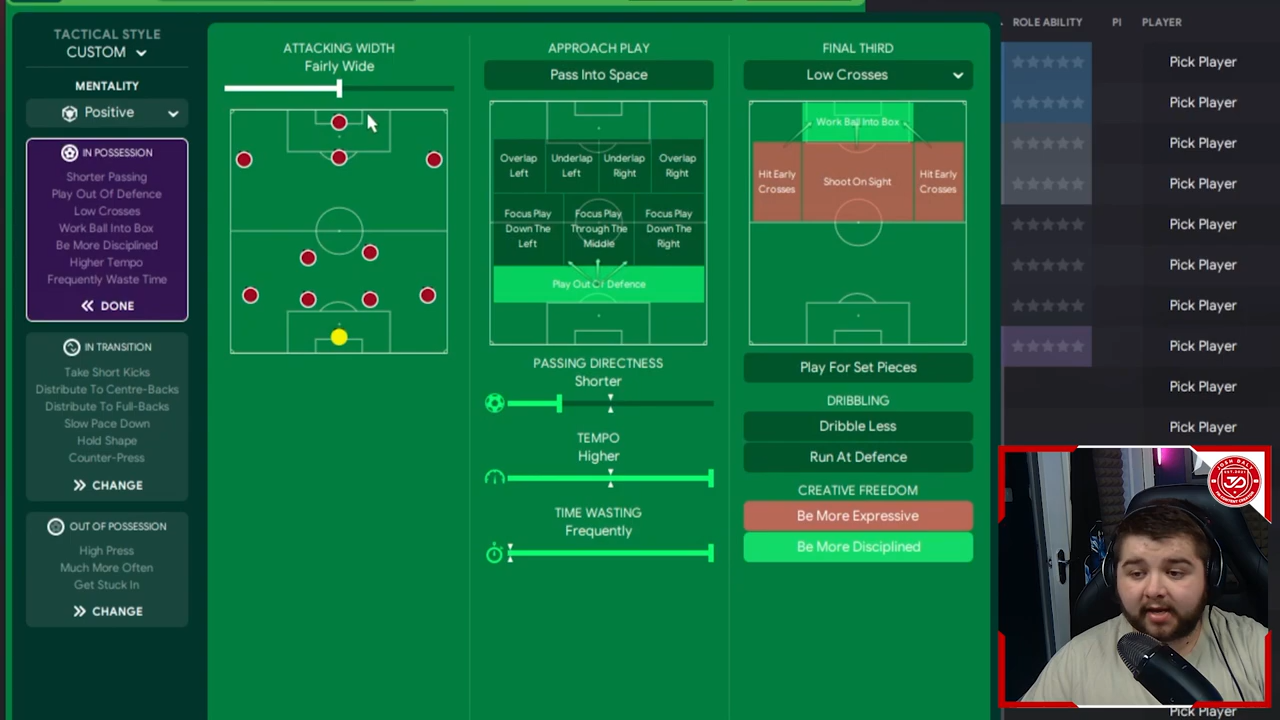 TACTICAL STYLE
CUSTOM
MENTALITY
Positive
IN POSSESSION
Shorter Passing
Play Out Of Defence
Low Crosses
Work Ball Into Box
Be More Disciplined
Higher Tempo
Frequently Waste Time
DONE
IN TRANSITION
Take Short Kicks
Distribute To Centre-Backs
Distribute To Full-Backs
Slow Pace Down
Hold Shape
Counter-Press
CHANGE
OUT OF POSSESSION
High Press
Much More Often
Get Stuck In
CHANGE
ATTACKING WIDTH
Fairly Wide
APPROACH PLAY
Pass Into Space
Overlap
Left
Underlap
Left
Underlap
Right
Overlap
Right
Focus Play
Down The
Left
Focus Play
Through The
Middle
Focus Play
Down The
Right
Play Out Of Defence
PASSING DIRECTNESS
Shorter
TEMPO
Higher
TIME WASTING
Frequently
FINAL THIRD
Low Crosses
Work Ball Into Box
Hit Early
Crosses
Shoot On Sight
Hit Early
Crosses
Play For Set Pieces
DRIBBLING
Dribble Less
Run At Defence
CREATIVE FREEDOM
Be More Expressive
Be More Disciplined
ROLE ABILITY PI PLAYER
Pick Player
Pick Player
Pick Player
Pick Player
Pick Player
Pick Player
Pick Player
Pick Player
Pick Player
Pick Player
Pick Player
JOSH DALY